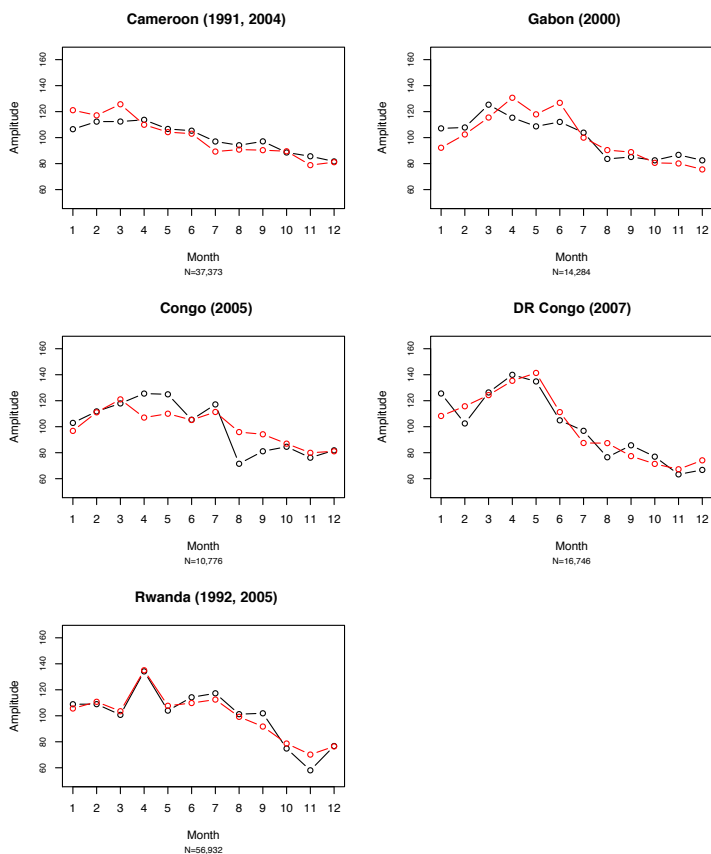 Cameroon (1991, 2004)
Amplitude
160
140
120
100
80
60
1 2 3 4 5 6 7 8 9 10 11 12
Month
N=37,373
Gabon (2000)
Amplitude
160
140
120
100
80
60
1 2 3 4 5 6 7 8 9 10 11 12
Month
N=14,284
Congo (2005)
Amplitude
160
140
120
100
80
60
1 2 3 4 5 6 7 8 9 10 11 12
Month
N=10,776
DR Congo (2007)
Amplitude
160
140
120
100
80
60
1 2 3 4 5 6 7 8 9 10 11 12
Month
N=16,746
Rwanda (1992, 2005)
Amplitude
160
140
120
100
80
60
1 2 3 4 5 6 7 8 9 10 11 12
Month
N=56,932